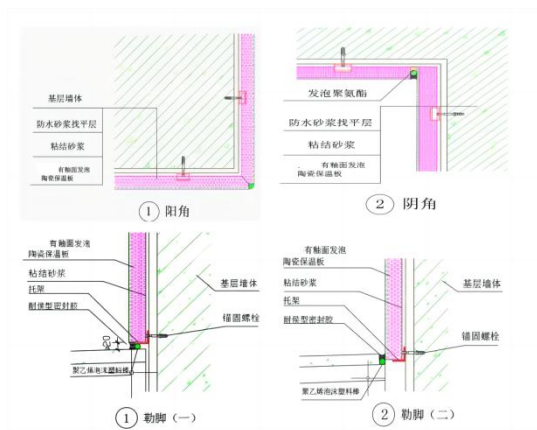 基层墙体
防水砂浆找平层
粘结砂浆
有釉面发泡
陶瓷保温板
1 阳角
发泡聚氨酯
防水砂浆找平层
粘结砂浆
有釉面发泡
陶瓷保温板
2 阴角
有釉面发泡
陶瓷保温板
粘结砂浆
托架
耐侯型密封胶
20
聚乙烯泡沫塑料棒
基层墙体
锚固螺栓
1 勒脚（一）
有釉面发泡
陶瓷保温板
粘结砂浆
托架
耐侯型密封胶
聚乙烯泡沫塑料棒
基层墙体
锚固螺栓
2 勒脚（二）